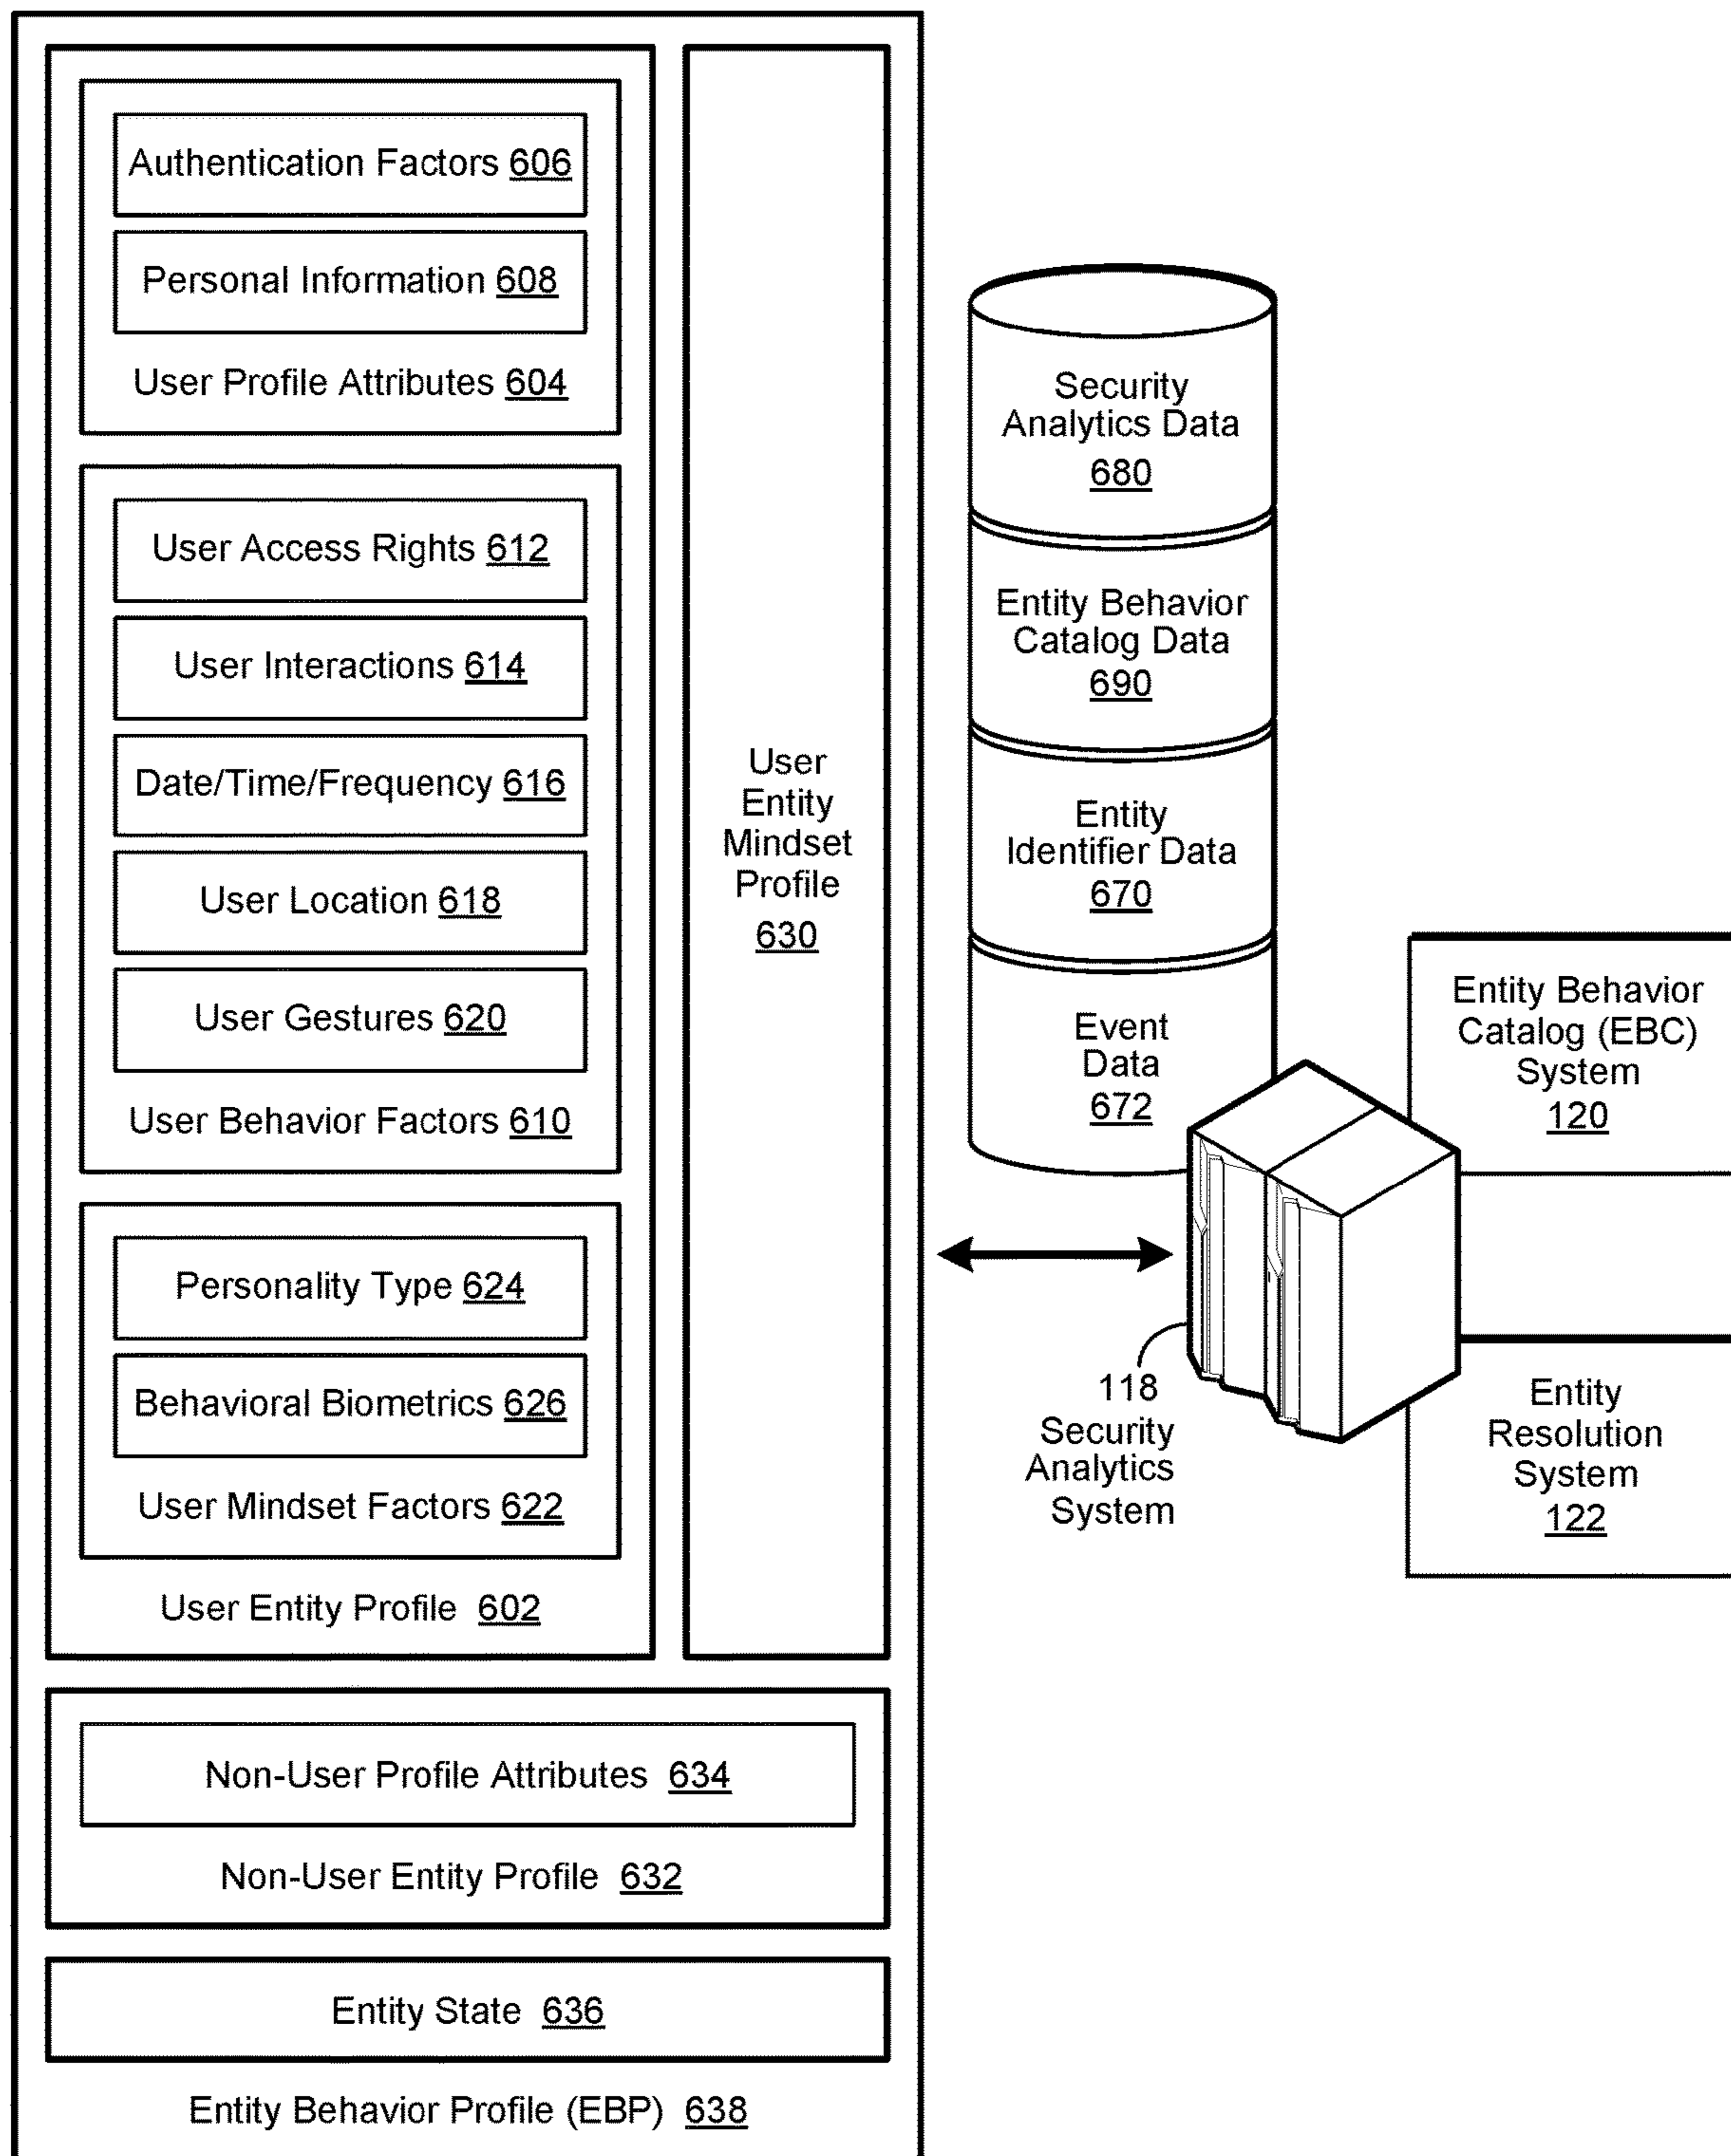 Authentication Factors 606
Personal Information 608
User Profile Attributes 604
User Access Rights 612
User Interactions 614
Date/Time/Frequency 616
User Location 618
User Gestures 620
User Behavior Factors 610
Personality Type 624
Behavioral Biometrics 626
User Mindset Factors 622
User Entity Profile 602
User
Entity
Mindset
Profile
630
Non-User Profile Attributes 634
Non-User Entity Profile 632
Entity State 636
Entity Behavior Profile (EBP) 638
Security
Analytics Data
680
Entity Behavior
Catalog Data
690
Entity
Identifier Data
670
Event
Data
672
118
Security
Analytics
System
Entity Behavior
Catalog (EBC)
System
120
Entity
Resolution
System
122